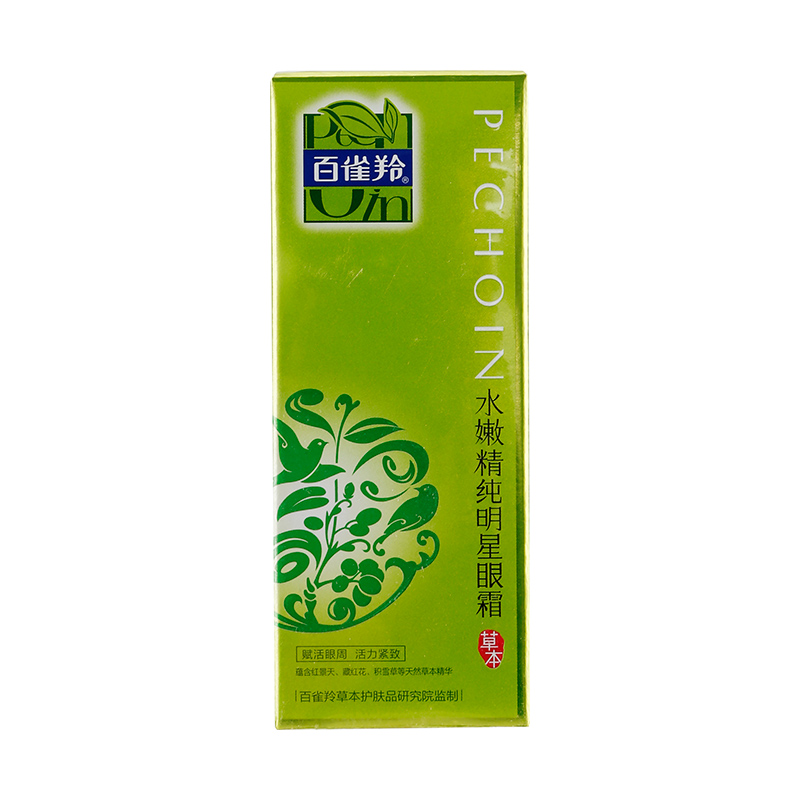 Pech
百雀羚®
oin
PECHOIN
水嫩精纯明星眼霜
草本
赋活眼周 活力紧致
蕴含红景天、藏红花、积雪草等天然草本精华
百雀羚草本护肤品研究院监制